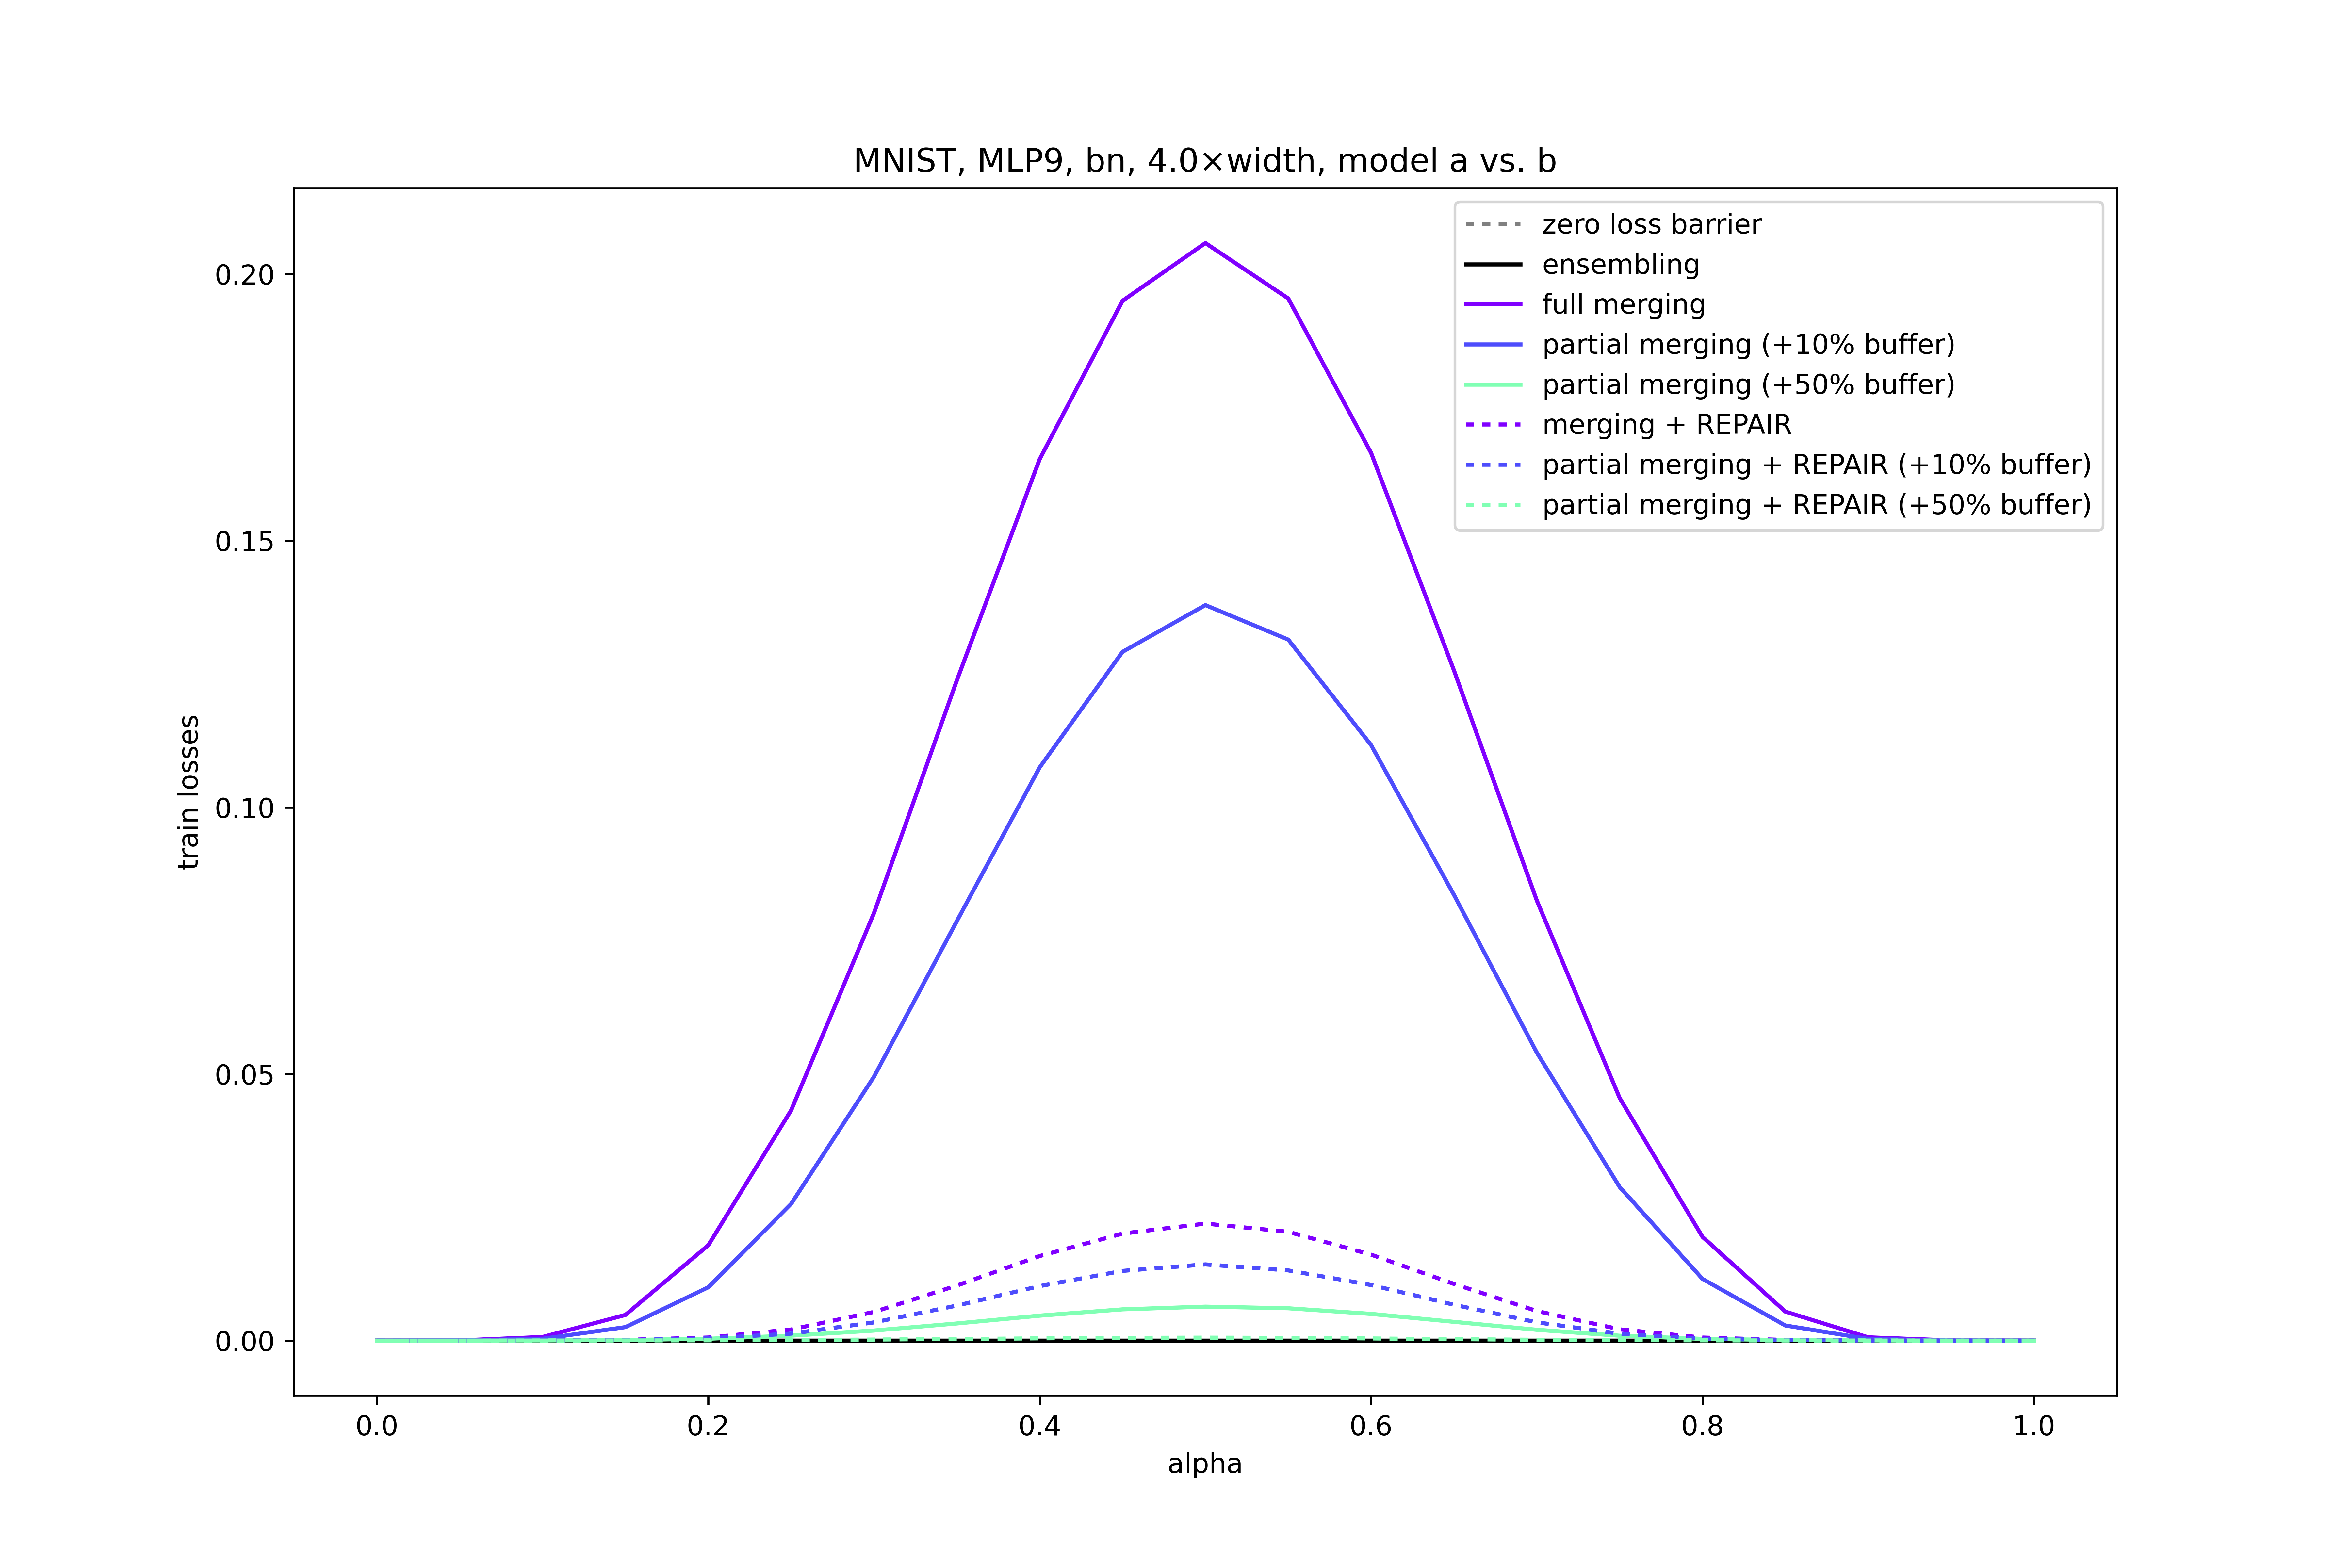 MNIST, MLP9, bn, 4.0×width, model a vs. b
zero loss barrier
ensembling
full merging
partial merging (+10% buffer)
partial merging (+50% buffer)
merging + REPAIR
partial merging + REPAIR (+10% buffer)
partial merging + REPAIR (+50% buffer)
train losses
0.20
0.15
0.10
0.05
0.00
0.0 0.2 0.4 0.6 0.8 1.0
alpha